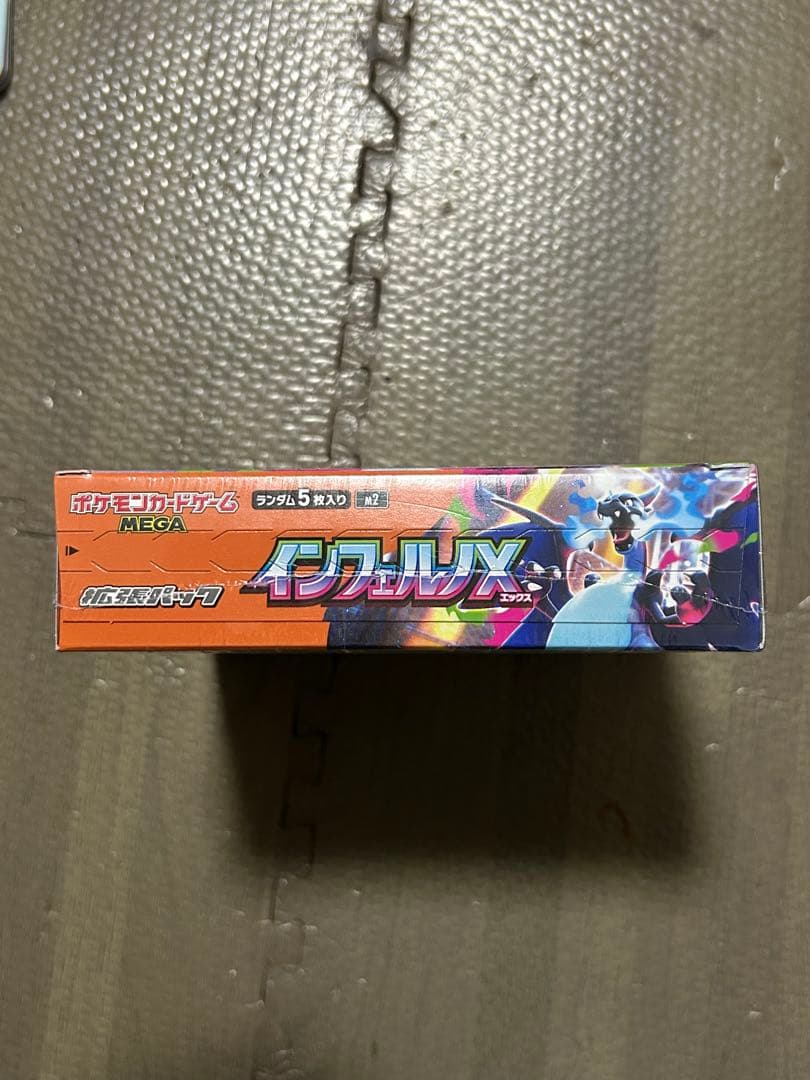 ポケモンカードゲーム
MEGA
ランダム5枚入り M2
拡張パック
インフェルノX
エックス